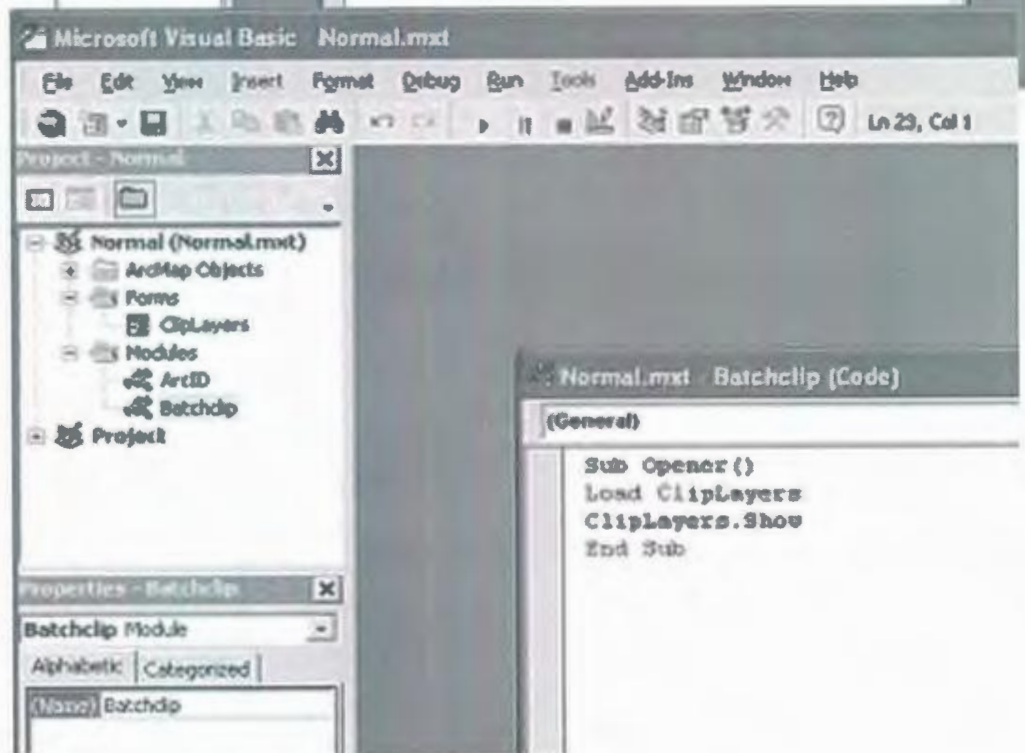 Microsoft Visual Basic Normal.mxt
File Edit View Insert Format Debug Run Tools Add-Ins Window Help
Ln 23, Col 1
Project - Normal
Normal (Normal.mxt)
ArcMap Objects
Forms
ClipLayers
Modules
ArcID
Batchclip
Project
Normal.mxt - Batchclip (Code)
(General)
Sub Opener()
Load ClipLayers
ClipLayers.Show
End Sub
Properties - Batchclip
Batchclip Module
Alphabetic Categorized
(Name) Batchclip